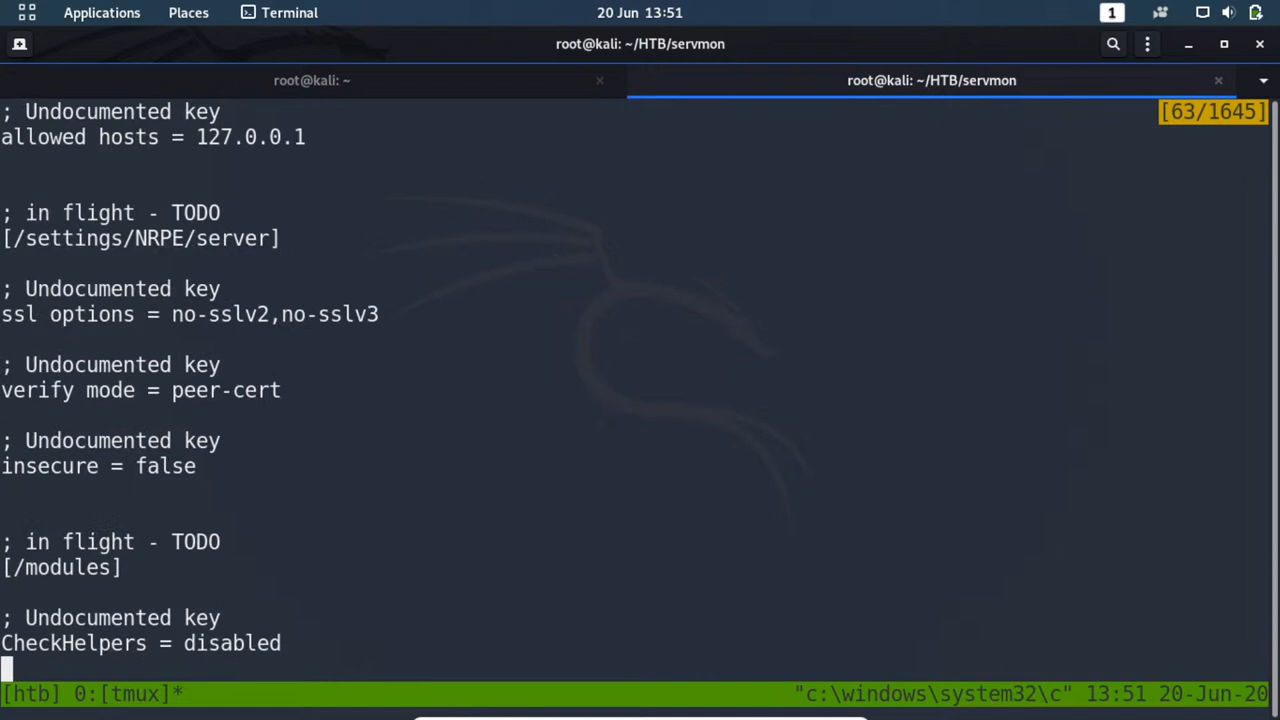 Applications Places Terminal 20 Jun 13:51 1
root@kali: ~/HTB/servmon
root@kali: ~ × root@kali: ~/HTB/servmon ×
; Undocumented key [63/1645]
allowed hosts = 127.0.0.1
; in flight - TODO
[/settings/NRPE/server]
; Undocumented key
ssl options = no-sslv2,no-sslv3
; Undocumented key
verify mode = peer-cert
; Undocumented key
insecure = false
; in flight - TODO
[/modules]
; Undocumented key
CheckHelpers = disabled
[htb] 0:[tmux]* "c:\windows\system32\c" 13:51 20-Jun-20